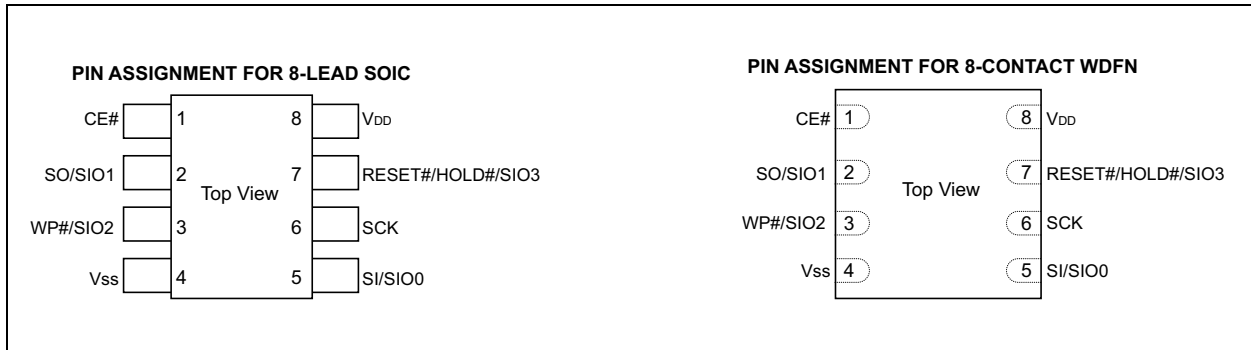 PIN ASSIGNMENT FOR 8-LEAD SOIC
CE# 1 8 VDD
SO/SIO1 2 7 RESET#/HOLD#/SIO3
Top View
WP#/SIO2 3 6 SCK
Vss 4 5 SI/SIO0
PIN ASSIGNMENT FOR 8-CONTACT WDFN
CE# 1 8 VDD
SO/SIO1 2 7 RESET#/HOLD#/SIO3
Top View
WP#/SIO2 3 6 SCK
Vss 4 5 SI/SIO0